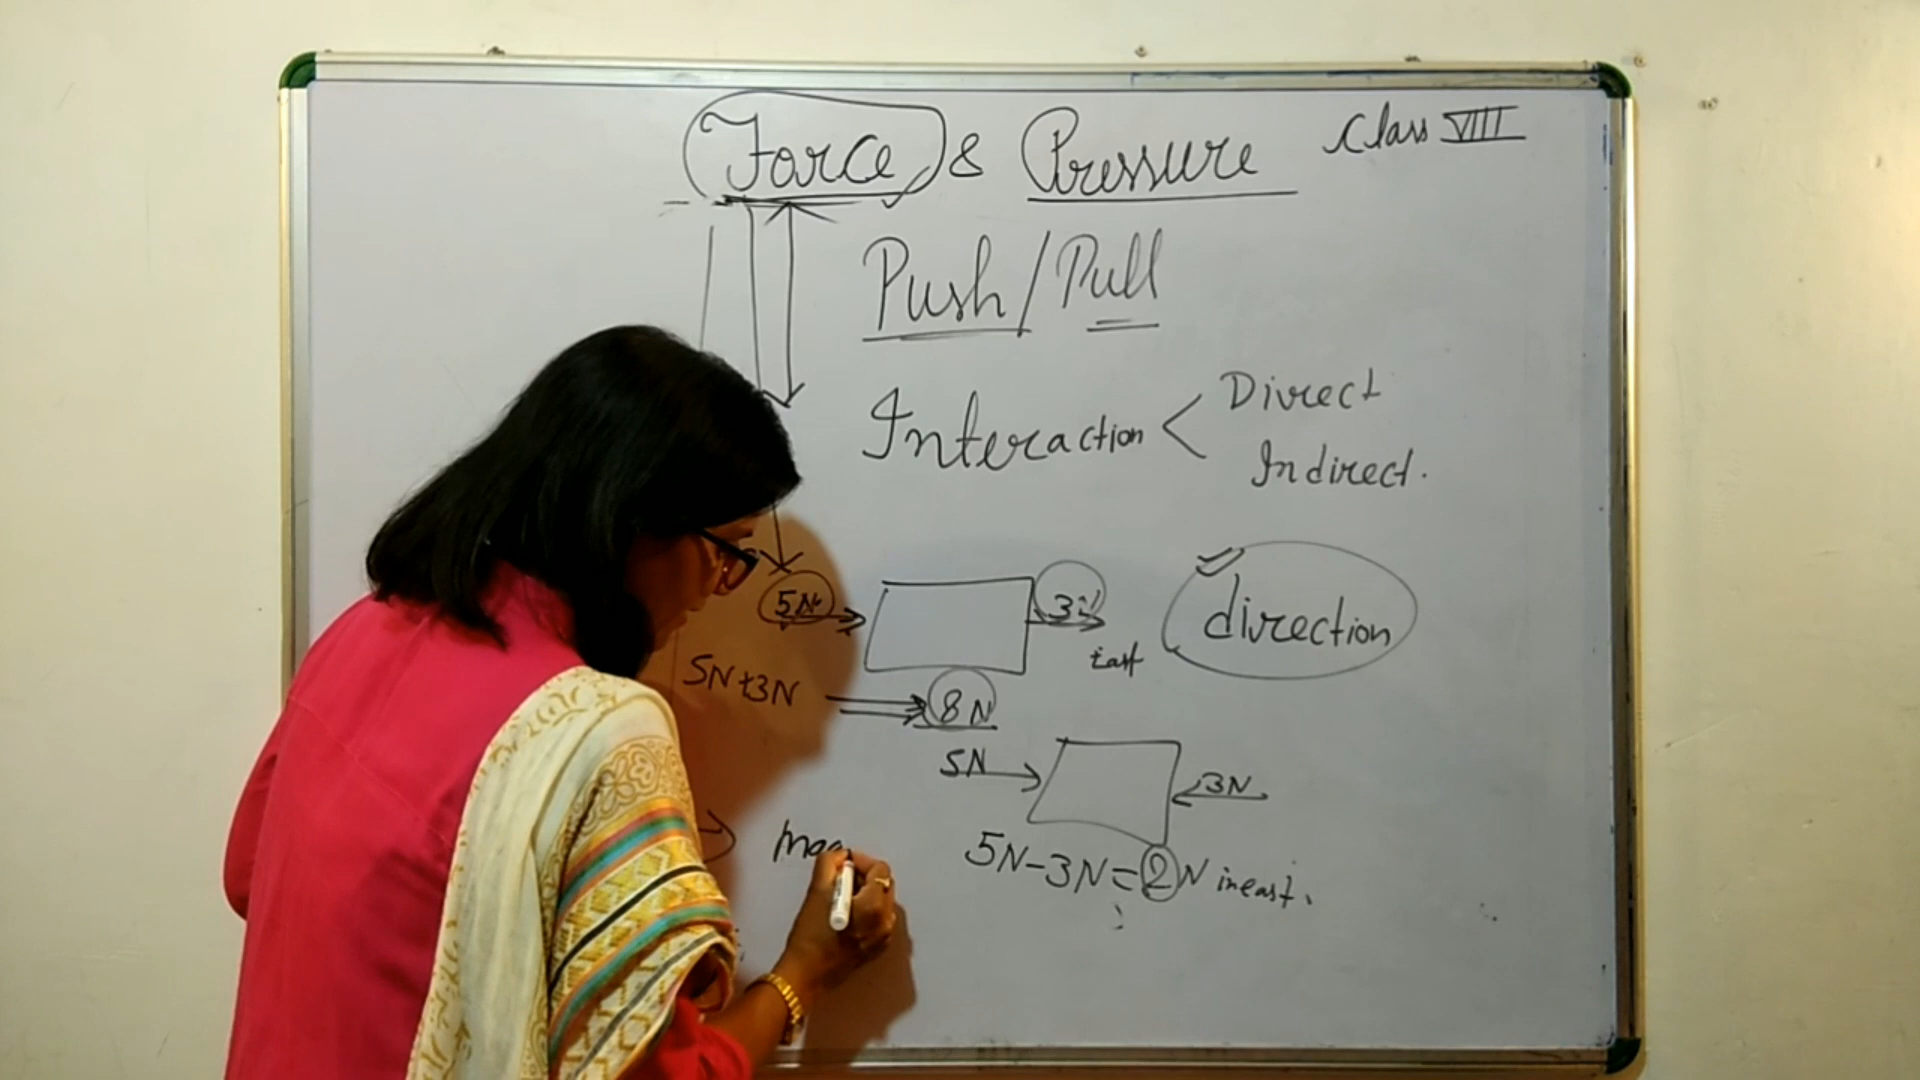 Force & Pressure Class VIII
Push/Pull
Interaction < Direct
Indirect.
5N 3N direction
East
5N+3N 8N
5N 3N
5N-3N=2N in east.
mag